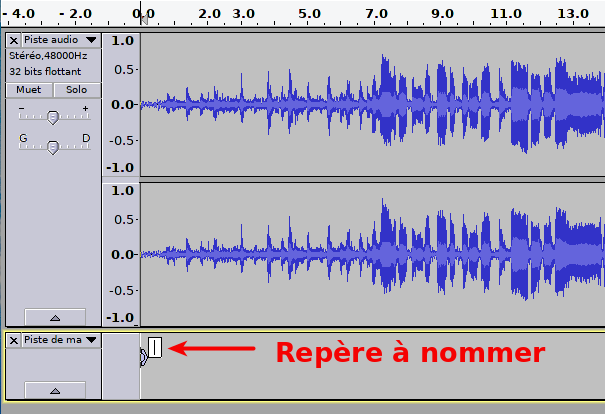 - 4.0 - 2.0 0.0 2.0 3.0 5.0 7.0 9.0 11.0 13.0
Piste audio
Stéréo,48000Hz
32 bits flottant
Muet Solo
- +
G D
1.0
0.5-
0.0-
-0.5-
-1.0
1.0
0.5-
0.0-
-0.5-
-1.0
Piste de ma
Repère à nommer